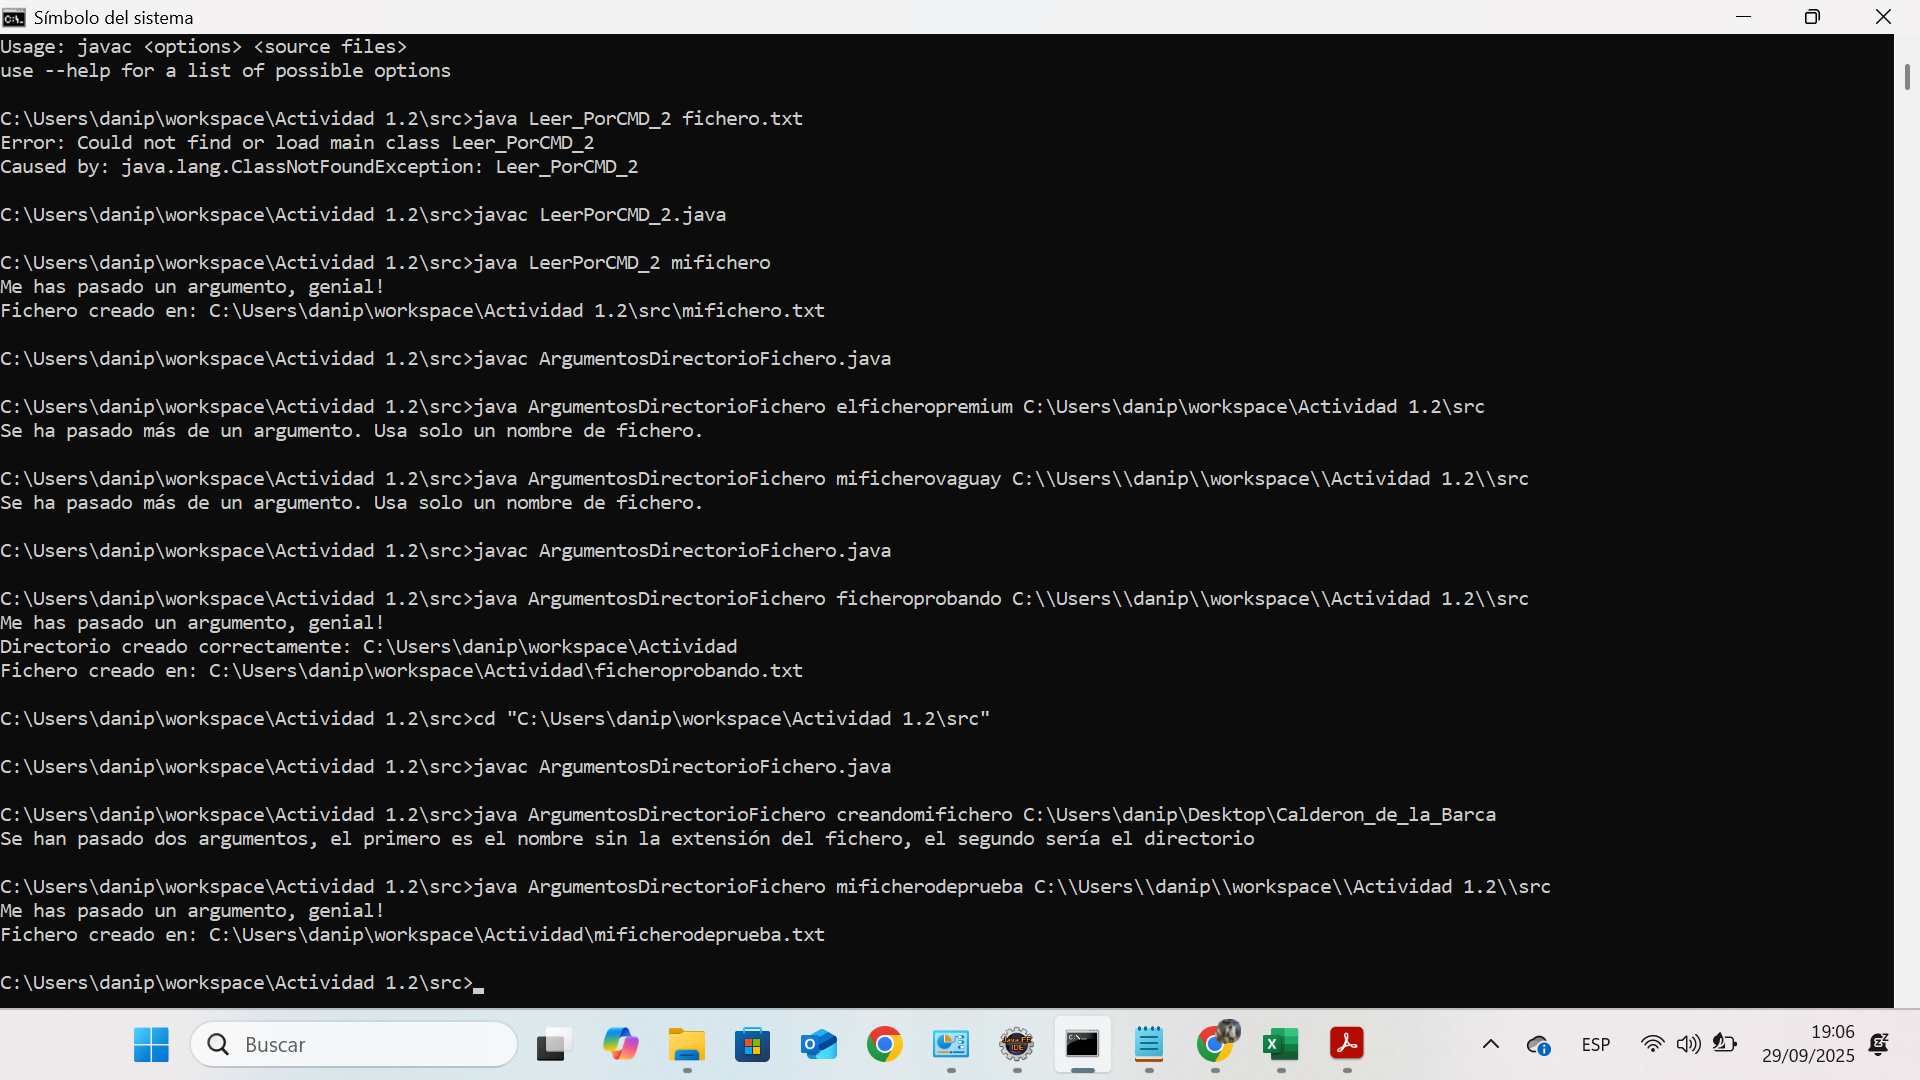 Símbolo del sistema
Usage: javac <options> <source files>
use --help for a list of possible options
C:\Users\danip\workspace\Actividad 1.2\src>java Leer_PorCMD_2 fichero.txt
Error: Could not find or load main class Leer_PorCMD_2
Caused by: java.lang.ClassNotFoundException: Leer_PorCMD_2
C:\Users\danip\workspace\Actividad 1.2\src>javac LeerPorCMD_2.java
C:\Users\danip\workspace\Actividad 1.2\src>java LeerPorCMD_2 mifichero
Me has pasado un argumento, genial!
Fichero creado en: C:\Users\danip\workspace\Actividad 1.2\src\mifichero.txt
C:\Users\danip\workspace\Actividad 1.2\src>javac ArgumentosDirectorioFichero.java
C:\Users\danip\workspace\Actividad 1.2\src>java ArgumentosDirectorioFichero elficheropremium C:\Users\danip\workspace\Actividad 1.2\src
Se ha pasado más de un argumento. Usa solo un nombre de fichero.
C:\Users\danip\workspace\Actividad 1.2\src>java ArgumentosDirectorioFichero mificherovaguay C:\\Users\\danip\\workspace\\Actividad 1.2\\src
Se ha pasado más de un argumento. Usa solo un nombre de fichero.
C:\Users\danip\workspace\Actividad 1.2\src>javac ArgumentosDirectorioFichero.java
C:\Users\danip\workspace\Actividad 1.2\src>java ArgumentosDirectorioFichero ficheroprobando C:\\Users\\danip\\workspace\\Actividad 1.2\\src
Me has pasado un argumento, genial!
Directorio creado correctamente: C:\Users\danip\workspace\Actividad
Fichero creado en: C:\Users\danip\workspace\Actividad\ficheroprobando.txt
C:\Users\danip\workspace\Actividad 1.2\src>cd "C:\Users\danip\workspace\Actividad 1.2\src"
C:\Users\danip\workspace\Actividad 1.2\src>javac ArgumentosDirectorioFichero.java
C:\Users\danip\workspace\Actividad 1.2\src>java ArgumentosDirectorioFichero creandomifichero C:\Users\danip\Desktop\Calderon_de_la_Barca
Se han pasado dos argumentos, el primero es el nombre sin la extensión del fichero, el segundo sería el directorio
C:\Users\danip\workspace\Actividad 1.2\src>java ArgumentosDirectorioFichero mificherodeprueba C:\\Users\\danip\\workspace\\Actividad 1.2\\src
Me has pasado un argumento, genial!
Fichero creado en: C:\Users\danip\workspace\Actividad\mificherodeprueba.txt
C:\Users\danip\workspace\Actividad 1.2\src>
Buscar
ESP
19:06
29/09/2025